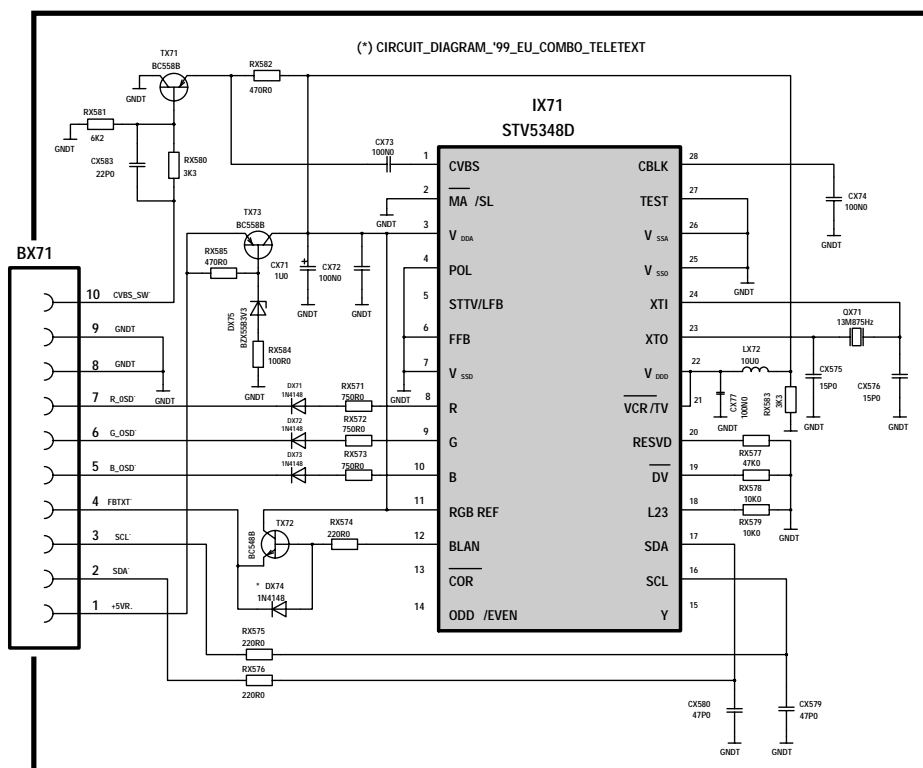 (*) CIRCUIT_DIAGRAM_'99_EU_COMBO_TELETEXT
TX71
BC558B
GNDT
RX582
470R0
RX581
6K2
GNDT
CX583
22P0
RX580
3K3
CX73
100N0
IX71
STV5348D
1 CVBS
2 MA /SL
3 V DDA
4 POL
5 STTV/LFB
6 FFB
7 V SSD
8 R
9 G
10 B
11 RGB REF
12 BLAN
13 COR
14 ODD /EVEN
CBLK 28
TEST 27
V SSA 26
V SSO 25
XTI 24
XTO 23
V DDD 22
VCR /TV 21
RESVD 20
DV 19
L23 18
SDA 17
SCL 16
Y 15
GNDT
TX73
BC558B
RX585
470R0
CX71
1U0
+
CX72
100N0
GNDT
GNDT
DX75
BZX55B3V3
RX584
100R0
GNDT
GNDT
BX71
10 CVBS_SW'
9 GNDT
8 GNDT
7 R_OSD'
6 G_OSD'
5 B_OSD'
4 FBTXT'
3 SCL'
2 SDA'
1 +5VR.
GNDT
DX71
1N4148
RX571
750R0
DX72
1N4148
RX572
750R0
DX73
1N4148
RX573
750R0
BC548B
TX72
RX574
220R0
* DX74
1N4148
RX575
220R0
RX576
220R0
CX74
100N0
GNDT
GNDT
QX71
13M875Hz
LX72
10U0
CX77
100N0
GNDT
RX583
3K3
GNDT
CX575
15P0
GNDT
CX576
15P0
GNDT
RX577
47K0
RX578
10K0
RX579
10K0
GNDT
CX580
47P0
GNDT
CX579
47P0
GNDT